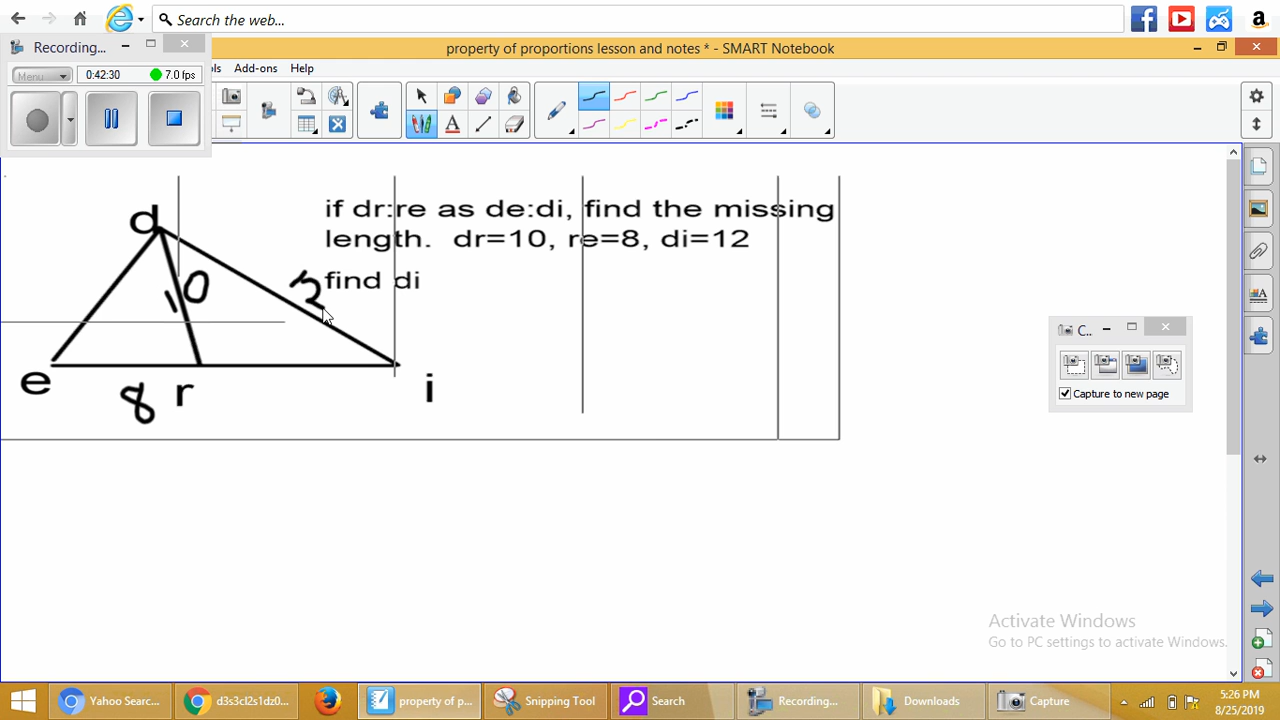 Search the web...
Recording...
property of proportions lesson and notes * - SMART Notebook
Menu
0:42:30
7.0 fps
ols
Add-ons
Help
if dr:re as de:di, find the missing
length. dr=10, re=8, di=12
find di
d
10
e
8
r
i
C..
Capture to new page
Activate Windows
Go to PC settings to activate Windows.
Yahoo Searc...
d3s3cl2s1dz0...
property of p...
Snipping Tool
Search
Recording...
Downloads
Capture
5:26 PM
8/25/2019